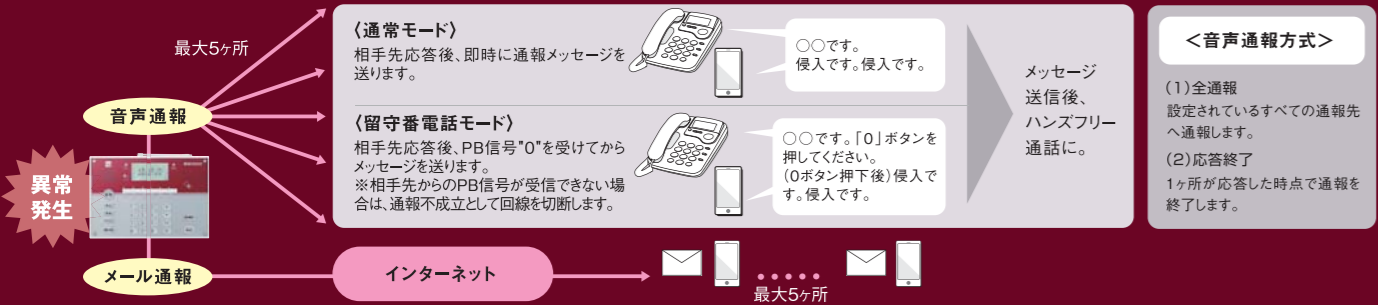 異常
発生
音声通報
メール通報
最大5ヶ所
〈通常モード〉
相手先応答後、即時に通報メッセージを
送ります。
○○です。
侵入です。侵入です。
〈留守番電話モード〉
相手先応答後、PB信号"0"を受けてから
メッセージを送ります。
※相手先からのPB信号が受信できない場
合は、通報不成立として回線を切断します。
○○です。「0」ボタンを
押してください。
(0ボタン押下後)侵入で
す。侵入です。
メッセージ
送信後、
ハンズフリー
通話に。
インターネット
最大5ヶ所
＜音声通報方式＞
(1)全通報
設定されているすべての通報先
へ通報します。
(2)応答終了
1ヶ所が応答した時点で通報を
終了します。